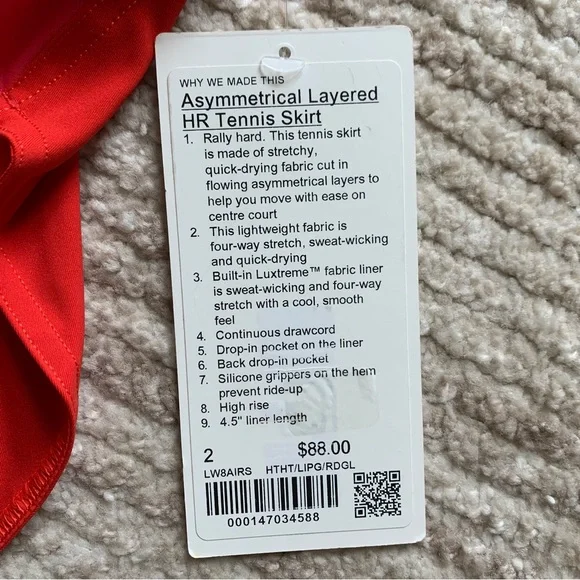 WHY WE MADE THIS
Asymmetrical Layered
HR Tennis Skirt
1. Rally hard. This tennis skirt
is made of stretchy,
quick-drying fabric cut in
flowing asymmetrical layers to
help you move with ease on
centre court
2. This lightweight fabric is
four-way stretch, sweat-wicking
and quick-drying
3. Built-in Luxtreme™ fabric liner
is sweat-wicking and four-way
stretch with a cool, smooth
feel
4. Continuous drawcord
5. Drop-in pocket on the liner
6. Back drop-in pocket
7. Silicone grippers on the hem
prevent ride-up
8. High rise
9. 4.5" liner length
2 $88.00
LW8AIRS HTHT/LIPG/RDGL
000147034588